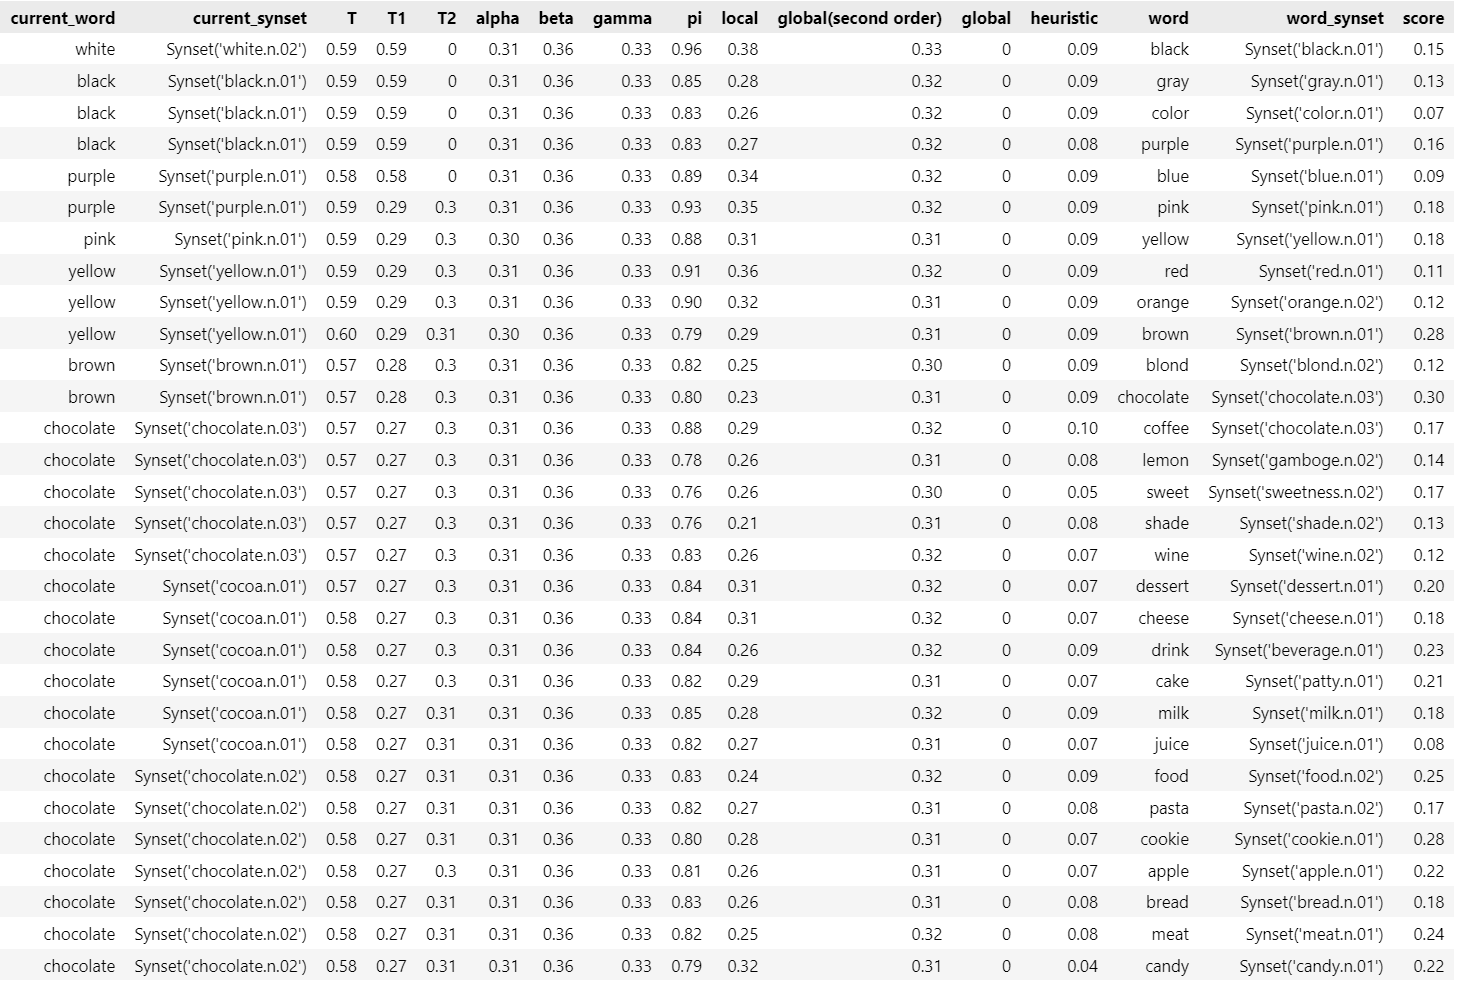 current_word current_synset T T1 T2 alpha beta gamma pi local global(second order) global heuristic word word_synset score
white Synset('white.n.02') 0.59 0.59 0 0.31 0.36 0.33 0.96 0.38 0.33 0 0.09 black Synset('black.n.01') 0.15
black Synset('black.n.01') 0.59 0.59 0 0.31 0.36 0.33 0.85 0.28 0.32 0 0.09 gray Synset('gray.n.01') 0.13
black Synset('black.n.01') 0.59 0.59 0 0.31 0.36 0.33 0.83 0.26 0.32 0 0.09 color Synset('color.n.01') 0.07
black Synset('black.n.01') 0.59 0.59 0 0.31 0.36 0.33 0.83 0.27 0.32 0 0.08 purple Synset('purple.n.01') 0.16
purple Synset('purple.n.01') 0.58 0.58 0 0.31 0.36 0.33 0.89 0.34 0.32 0 0.09 blue Synset('blue.n.01') 0.09
purple Synset('purple.n.01') 0.59 0.29 0.3 0.31 0.36 0.33 0.93 0.35 0.32 0 0.09 pink Synset('pink.n.01') 0.18
pink Synset('pink.n.01') 0.59 0.29 0.3 0.30 0.36 0.33 0.88 0.31 0.31 0 0.09 yellow Synset('yellow.n.01') 0.18
yellow Synset('yellow.n.01') 0.59 0.29 0.3 0.31 0.36 0.33 0.91 0.36 0.32 0 0.09 red Synset('red.n.01') 0.11
yellow Synset('yellow.n.01') 0.59 0.29 0.3 0.31 0.36 0.33 0.90 0.32 0.31 0 0.09 orange Synset('orange.n.02') 0.12
yellow Synset('yellow.n.01') 0.60 0.29 0.31 0.30 0.36 0.33 0.79 0.29 0.31 0 0.09 brown Synset('brown.n.01') 0.28
brown Synset('brown.n.01') 0.57 0.28 0.3 0.31 0.36 0.33 0.82 0.25 0.30 0 0.09 blond Synset('blond.n.02') 0.12
brown Synset('brown.n.01') 0.57 0.28 0.3 0.31 0.36 0.33 0.80 0.23 0.31 0 0.09 chocolate Synset('chocolate.n.03') 0.30
chocolate Synset('chocolate.n.03') 0.57 0.27 0.3 0.31 0.36 0.33 0.88 0.29 0.32 0 0.10 coffee Synset('chocolate.n.03') 0.17
chocolate Synset('chocolate.n.03') 0.57 0.27 0.3 0.31 0.36 0.33 0.78 0.26 0.31 0 0.08 lemon Synset('gamboge.n.02') 0.14
chocolate Synset('chocolate.n.03') 0.57 0.27 0.3 0.31 0.36 0.33 0.76 0.26 0.30 0 0.05 sweet Synset('sweetness.n.02') 0.17
chocolate Synset('chocolate.n.03') 0.57 0.27 0.3 0.31 0.36 0.33 0.76 0.21 0.31 0 0.08 shade Synset('shade.n.02') 0.13
chocolate Synset('chocolate.n.03') 0.57 0.27 0.3 0.31 0.36 0.33 0.83 0.26 0.32 0 0.07 wine Synset('wine.n.02') 0.12
chocolate Synset('cocoa.n.01') 0.57 0.27 0.3 0.31 0.36 0.33 0.84 0.31 0.32 0 0.07 dessert Synset('dessert.n.01') 0.20
chocolate Synset('cocoa.n.01') 0.58 0.27 0.3 0.31 0.36 0.33 0.84 0.31 0.32 0 0.07 cheese Synset('cheese.n.01') 0.18
chocolate Synset('cocoa.n.01') 0.58 0.27 0.3 0.31 0.36 0.33 0.84 0.26 0.32 0 0.09 drink Synset('beverage.n.01') 0.23
chocolate Synset('cocoa.n.01') 0.58 0.27 0.3 0.31 0.36 0.33 0.82 0.29 0.31 0 0.07 cake Synset('patty.n.01') 0.21
chocolate Synset('cocoa.n.01') 0.58 0.27 0.31 0.31 0.36 0.33 0.85 0.28 0.32 0 0.09 milk Synset('milk.n.01') 0.18
chocolate Synset('cocoa.n.01') 0.58 0.27 0.31 0.31 0.36 0.33 0.82 0.27 0.31 0 0.07 juice Synset('juice.n.01') 0.08
chocolate Synset('chocolate.n.02') 0.58 0.27 0.31 0.31 0.36 0.33 0.83 0.24 0.32 0 0.09 food Synset('food.n.02') 0.25
chocolate Synset('chocolate.n.02') 0.58 0.27 0.31 0.31 0.36 0.33 0.82 0.27 0.31 0 0.08 pasta Synset('pasta.n.02') 0.17
chocolate Synset('chocolate.n.02') 0.58 0.27 0.31 0.31 0.36 0.33 0.80 0.28 0.31 0 0.07 cookie Synset('cookie.n.01') 0.28
chocolate Synset('chocolate.n.02') 0.58 0.27 0.3 0.31 0.36 0.33 0.81 0.26 0.31 0 0.07 apple Synset('apple.n.01') 0.22
chocolate Synset('chocolate.n.02') 0.58 0.27 0.31 0.31 0.36 0.33 0.83 0.26 0.31 0 0.08 bread Synset('bread.n.01') 0.18
chocolate Synset('chocolate.n.02') 0.58 0.27 0.31 0.31 0.36 0.33 0.82 0.25 0.32 0 0.08 meat Synset('meat.n.01') 0.24
chocolate Synset('chocolate.n.02') 0.58 0.27 0.31 0.31 0.36 0.33 0.79 0.32 0.31 0 0.04 candy Synset('candy.n.01') 0.22